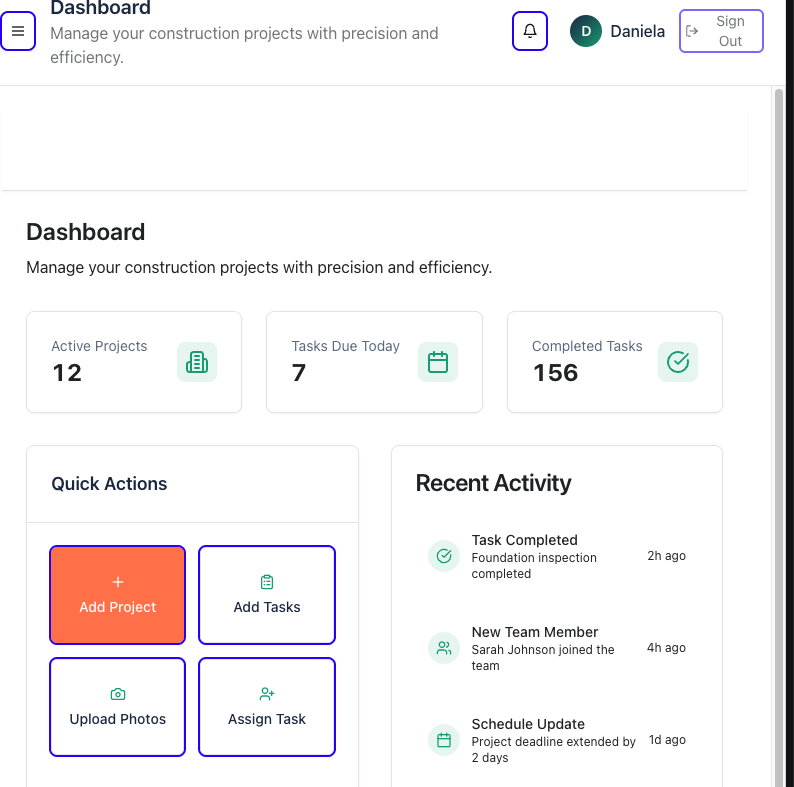 Dashboard
Manage your construction projects with precision and
efficiency.
D
Daniela
Sign
Out
Dashboard
Manage your construction projects with precision and efficiency.
Active Projects
12
Tasks Due Today
7
Completed Tasks
156
Quick Actions
Add Project
Add Tasks
Upload Photos
Assign Task
Recent Activity
Task Completed
Foundation inspection
completed
2h ago
New Team Member
Sarah Johnson joined the
team
4h ago
Schedule Update
Project deadline extended by
2 days
1d ago